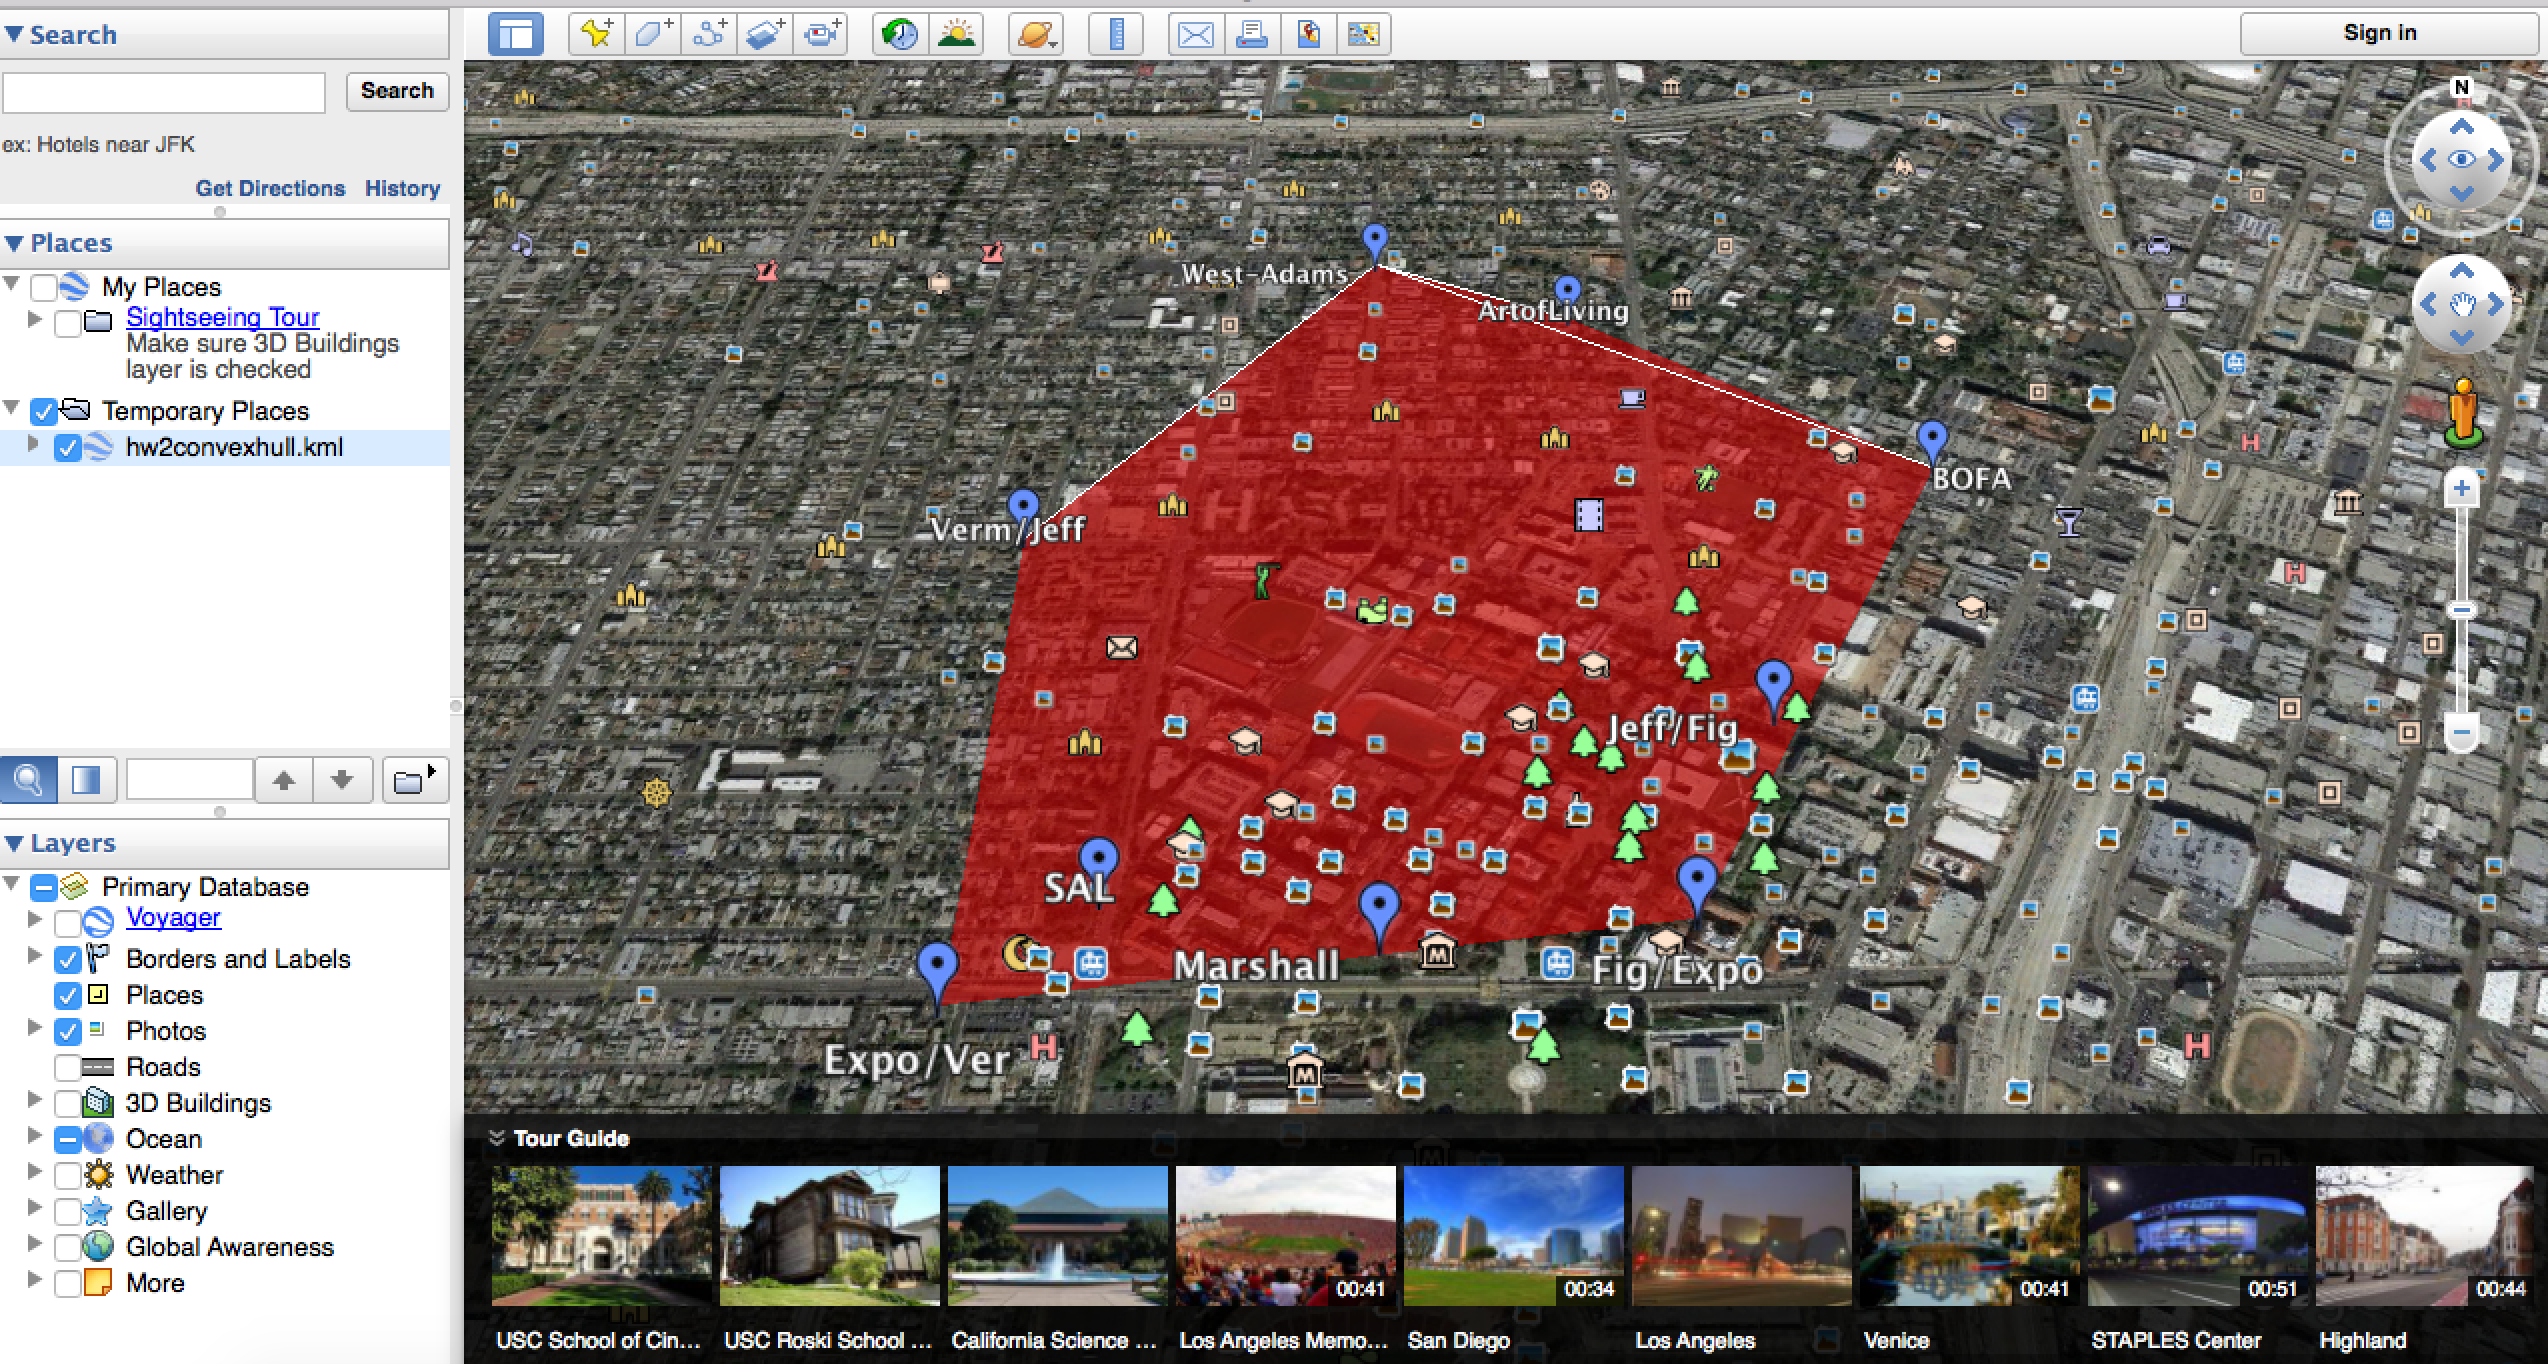 Search
Search
ex: Hotels near JFK
Get Directions History
Places
My Places
Sightseeing Tour
Make sure 3D Buildings
layer is checked
Temporary Places
hw2convexhull.kml
Layers
Primary Database
Voyager
Borders and Labels
Places
Photos
Roads
3D Buildings
Ocean
Weather
Gallery
Global Awareness
More
Sign in
N
West-Adams
ArtofLiving
BOFA
Verm/Jeff
H
H
Jeff/Fig
SAL
Marshall
M
Fig/Expo
Expo/Ver
H
M
H
Tour Guide
00:41
00:34
00:41
00:51
00:44
USC School of Cin...
USC Roski School ...
California Science ...
Los Angeles Memo...
San Diego
Los Angeles
Venice
STAPLES Center
Highland